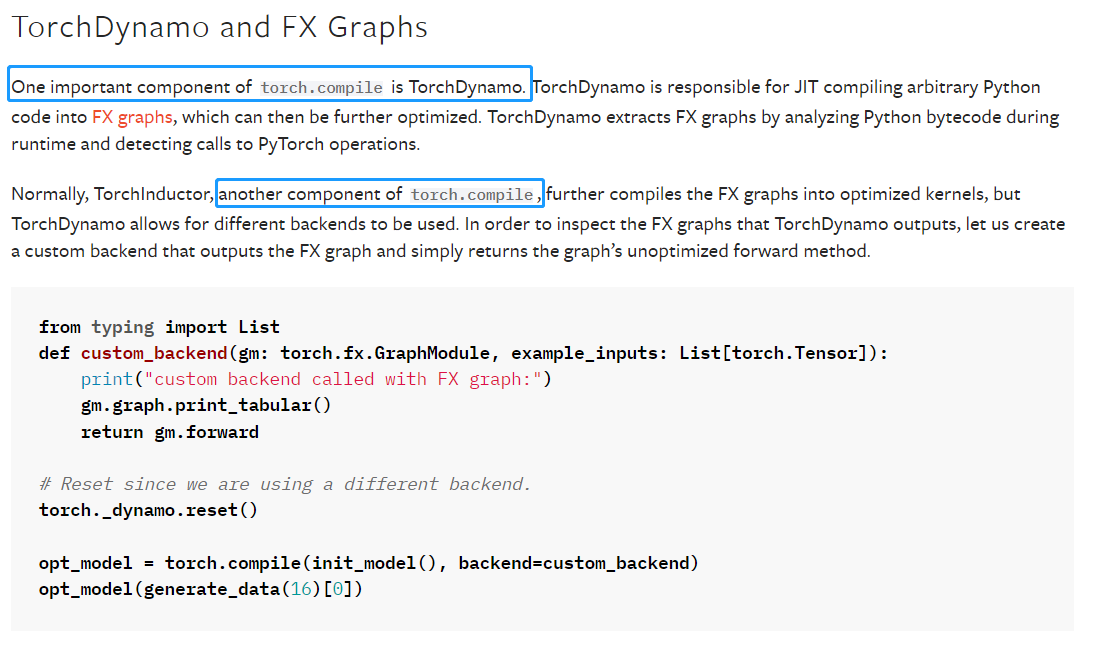 TorchDynamo and FX Graphs
One important component of torch.compile is TorchDynamo. TorchDynamo is responsible for JIT compiling arbitrary Python
code into FX graphs, which can then be further optimized. TorchDynamo extracts FX graphs by analyzing Python bytecode during
runtime and detecting calls to PyTorch operations.
Normally, TorchInductor, another component of torch.compile, further compiles the FX graphs into optimized kernels, but
TorchDynamo allows for different backends to be used. In order to inspect the FX graphs that TorchDynamo outputs, let us create
a custom backend that outputs the FX graph and simply returns the graph’s unoptimized forward method.
from typing import List
def custom_backend(gm: torch.fx.GraphModule, example_inputs: List[torch.Tensor]):
    print("custom backend called with FX graph:")
    gm.graph.print_tabular()
    return gm.forward
# Reset since we are using a different backend.
torch._dynamo.reset()
opt_model = torch.compile(init_model(), backend=custom_backend)
opt_model(generate_data(16)[0])